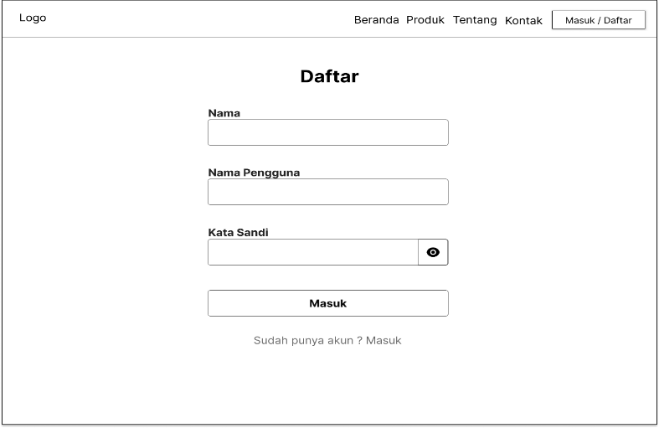 Logo
Beranda Produk Tentang Kontak Masuk / Daftar
Daftar
Nama
Nama Pengguna
Kata Sandi
Masuk
Sudah punya akun ? Masuk